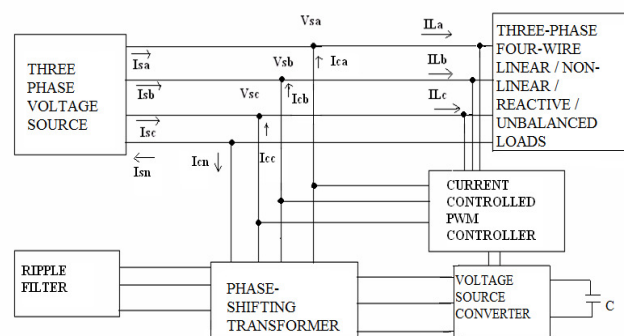 THREE
PHASE
VOLTAGE
SOURCE
Isa
Isb
Isc
Isn
Vsa
Vsb
Vsc
Ica
Icb
Icc
Icn
ILa
ILb
ILc
THREE-PHASE
FOUR-WIRE
LINEAR / NON-
LINEAR /
REACTIVE /
UNBALANCED
LOADS
CURRENT
CONTROLLED
PWM
CONTROLLER
RIPPLE
FILTER
PHASE-
SHIFTING
TRANSFORMER
VOLTAGE
SOURCE
CONVERTER
C